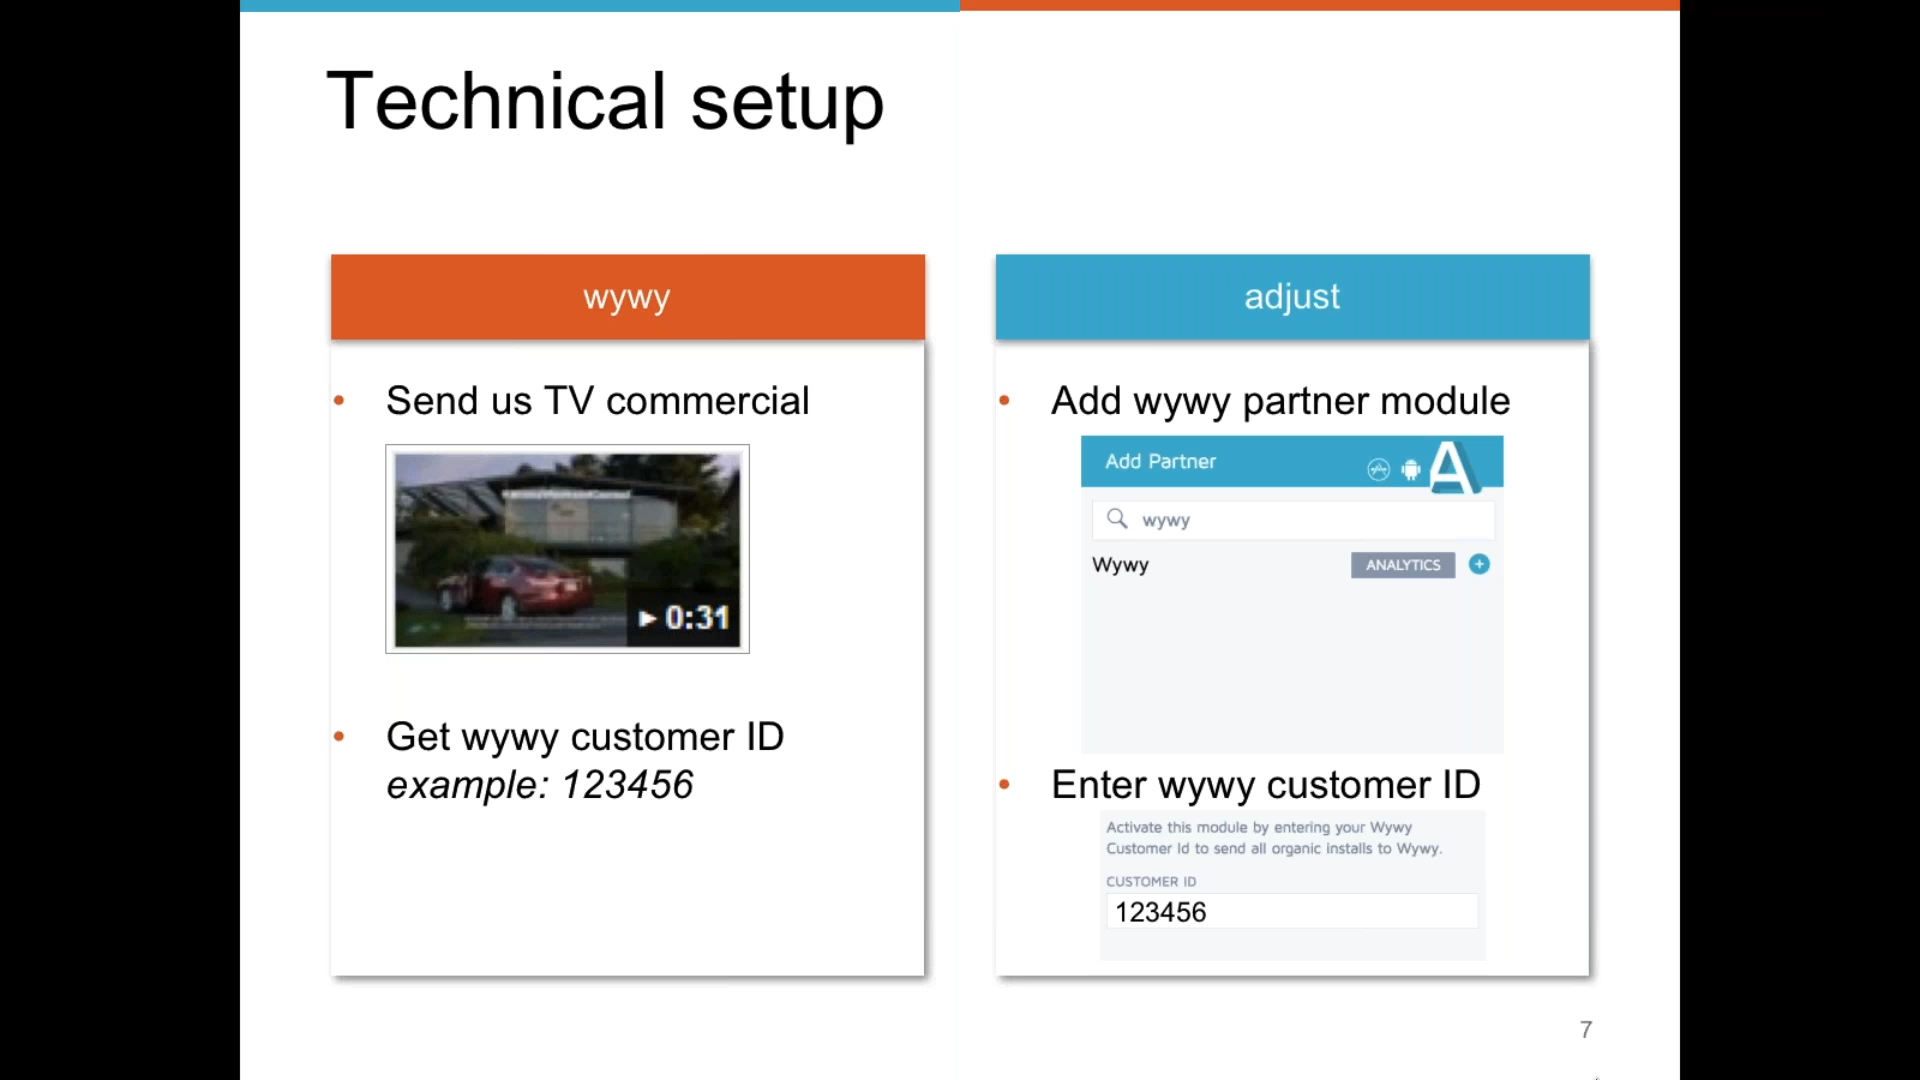 Technical setup
wywy
Send us TV commercial
0:31
Get wywy customer ID
example: 123456
adjust
Add wywy partner module
Add Partner
wywy
Wywy ANALYTICS +
Enter wywy customer ID
Activate this module by entering your Wywy
Customer Id to send all organic installs to Wywy.
CUSTOMER ID
123456
7